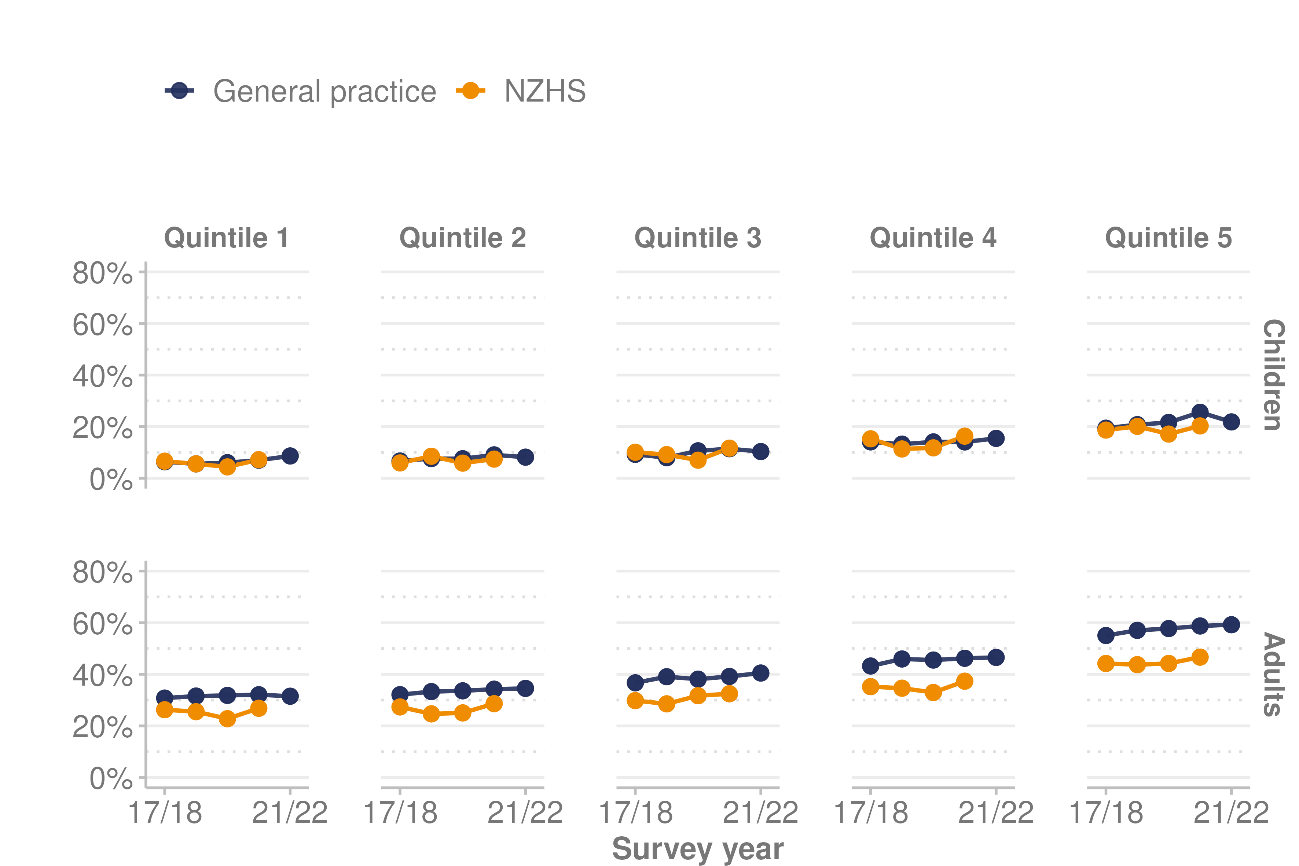 General practice NZHS
Quintile 1 Quintile 2 Quintile 3 Quintile 4 Quintile 5
80%
60%
40%
20%
0%
Children
80%
60%
40%
20%
0%
Adults
17/18 21/22 17/18 21/22 17/18 21/22 17/18 21/22 17/18 21/22
Survey year